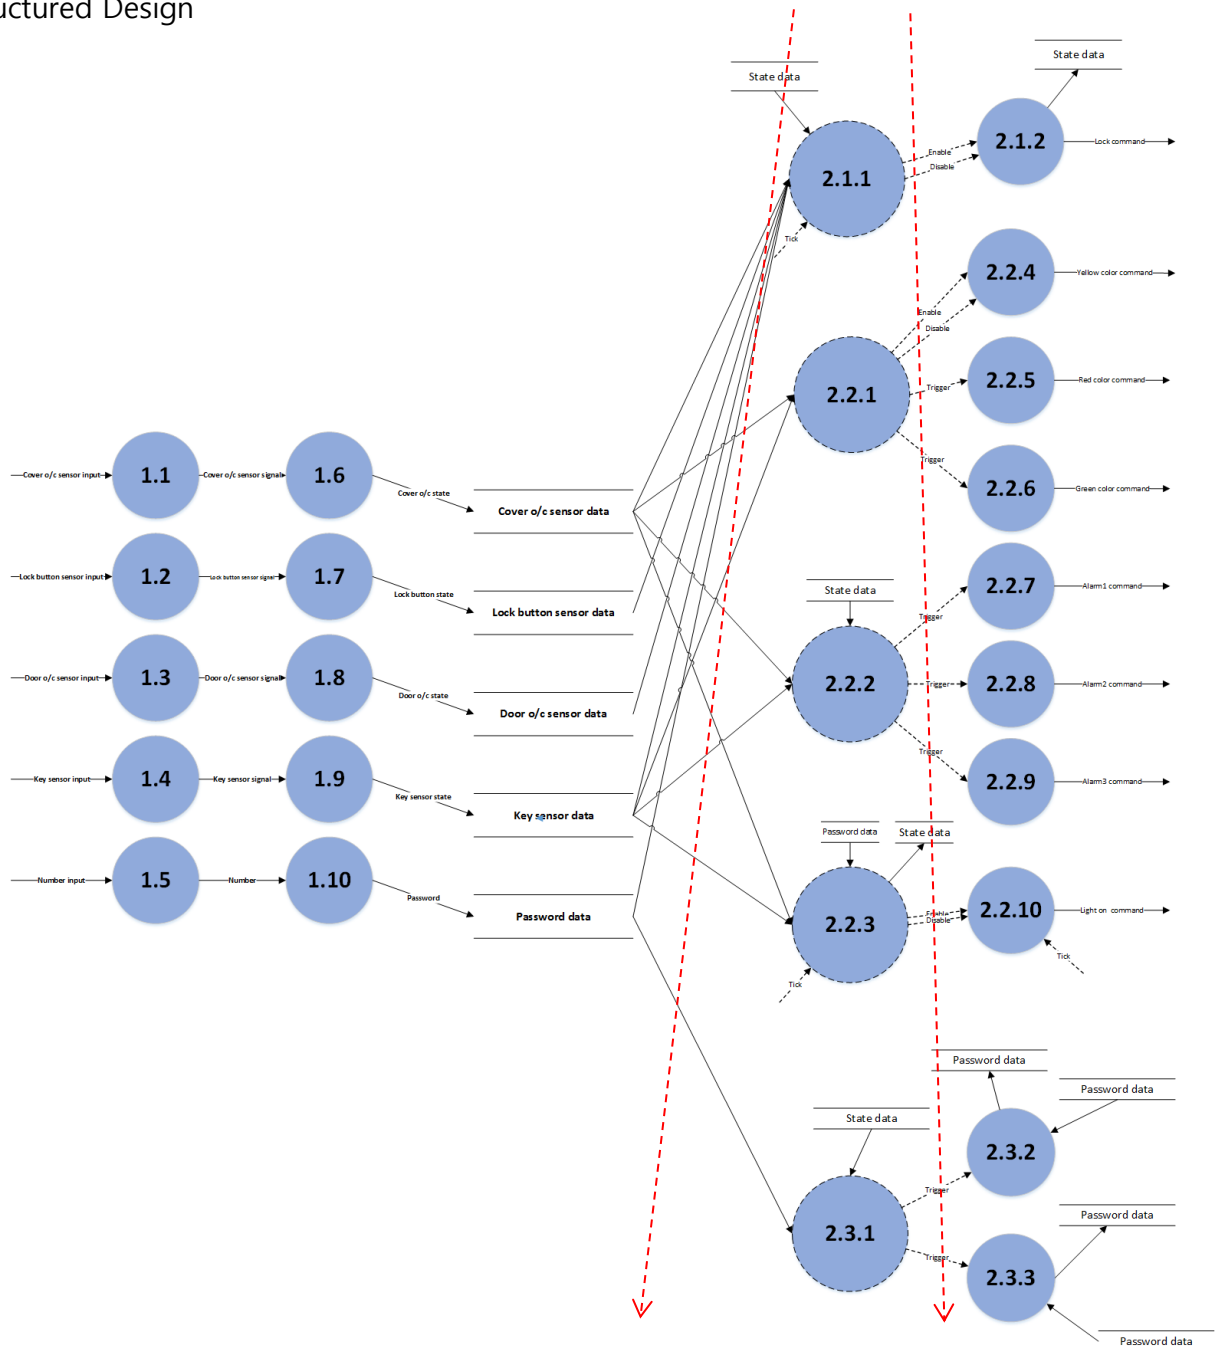 uctured Design
State data
State data
2.1.1
Enable
Disable
2.1.2
Lock command
Tick
2.2.4
Yellow color command
Enable
Disable
2.2.1
Trigger
2.2.5
Red color command
Trigger
2.2.6
Green color command
Cover o/c sensor input
1.1
Cover o/c sensor signal
1.6
Cover o/c state
Cover o/c sensor data
Lock button sensor input
1.2
Lock button sensor signal
1.7
Lock button state
Lock button sensor data
Door o/c sensor input
1.3
Door o/c sensor signal
1.8
Door o/c state
Door o/c sensor data
Key sensor input
1.4
Key sensor signal
1.9
Key sensor state
Key sensor data
Number input
1.5
Number
1.10
Password
Password data
State data
2.2.2
Trigger
2.2.7
Alarm1 command
Trigger
2.2.8
Alarm2 command
Trigger
2.2.9
Alarm3 command
Password data
State data
2.2.3
Enable
Disable
2.2.10
Light on command
Tick
Tick
Password data
Password data
State data
2.3.2
Trigger
2.3.1
Password data
Trigger
2.3.3
Password data